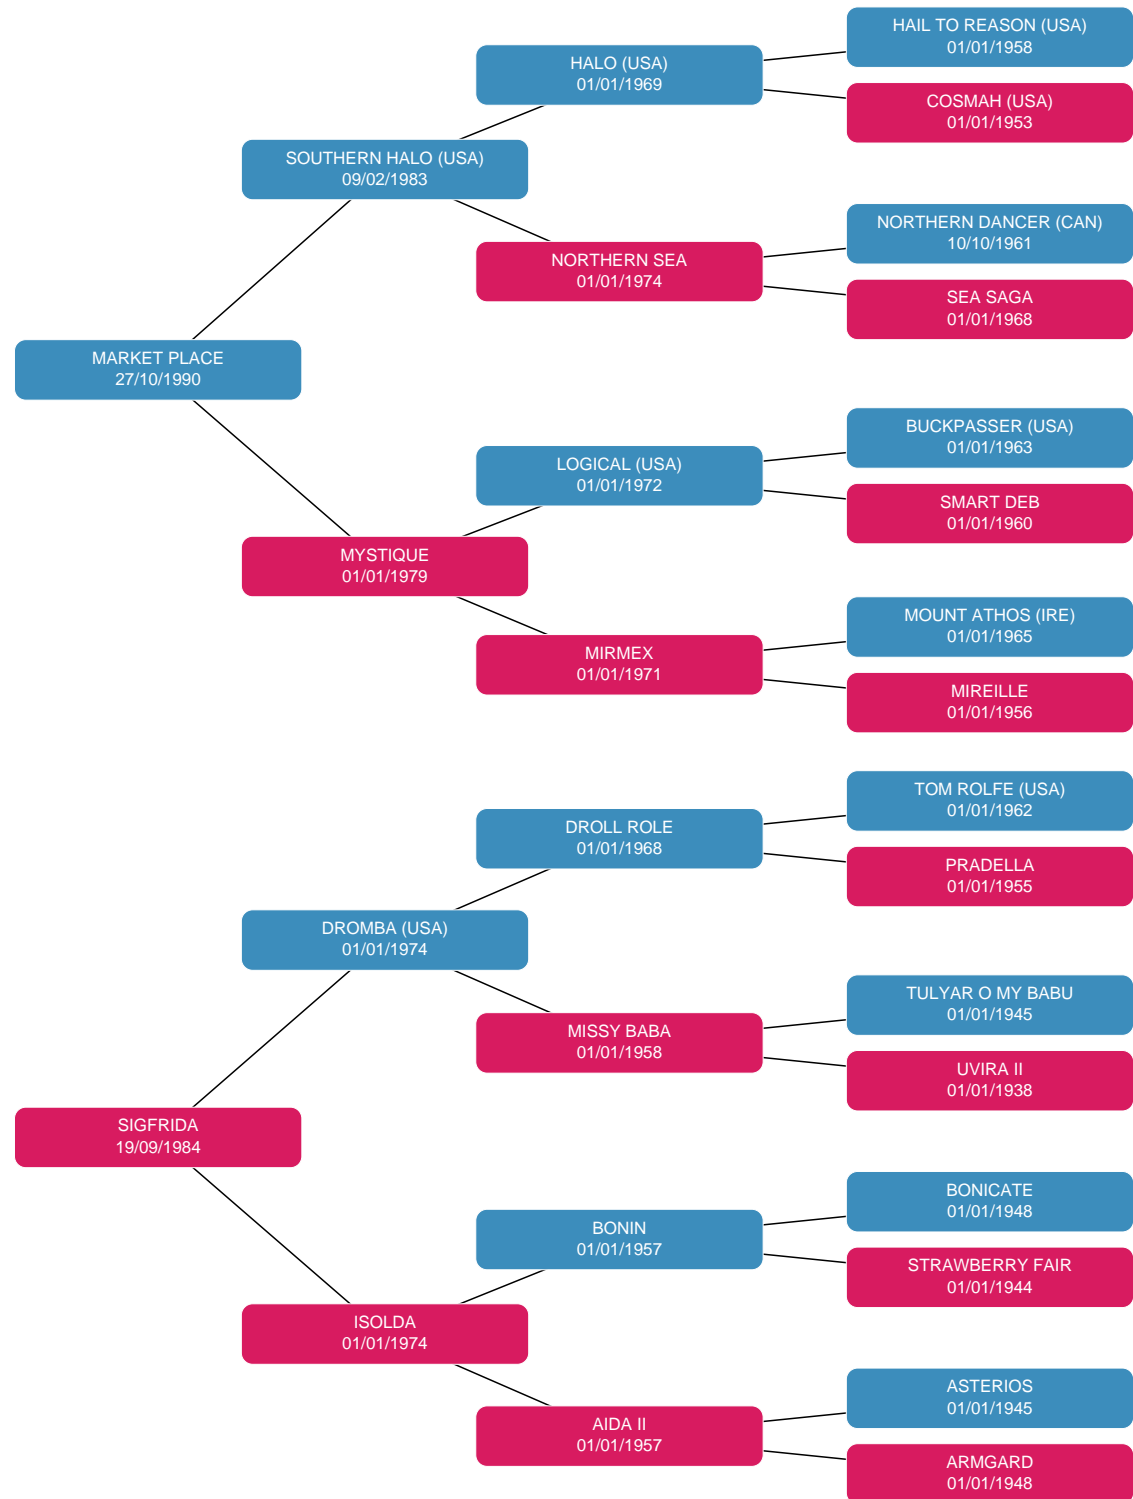 HAIL TO REASON (USA)
01/01/1958
HALO (USA)
01/01/1969
COSMAH (USA)
01/01/1953
SOUTHERN HALO (USA)
09/02/1983
NORTHERN DANCER (CAN)
10/10/1961
NORTHERN SEA
01/01/1974
SEA SAGA
01/01/1968
MARKET PLACE
27/10/1990
BUCKPASSER (USA)
01/01/1963
LOGICAL (USA)
01/01/1972
SMART DEB
01/01/1960
MYSTIQUE
01/01/1979
MOUNT ATHOS (IRE)
01/01/1965
MIRMEX
01/01/1971
MIREILLE
01/01/1956
TOM ROLFE (USA)
01/01/1962
DROLL ROLE
01/01/1968
PRADELLA
01/01/1955
DROMBA (USA)
01/01/1974
TULYAR O MY BABU
01/01/1945
MISSY BABA
01/01/1958
UVIRA II
01/01/1938
SIGFRIDA
19/09/1984
BONICATE
01/01/1948
BONIN
01/01/1957
STRAWBERRY FAIR
01/01/1944
ISOLDA
01/01/1974
ASTERIOS
01/01/1945
AIDA II
01/01/1957
ARMGARD
01/01/1948